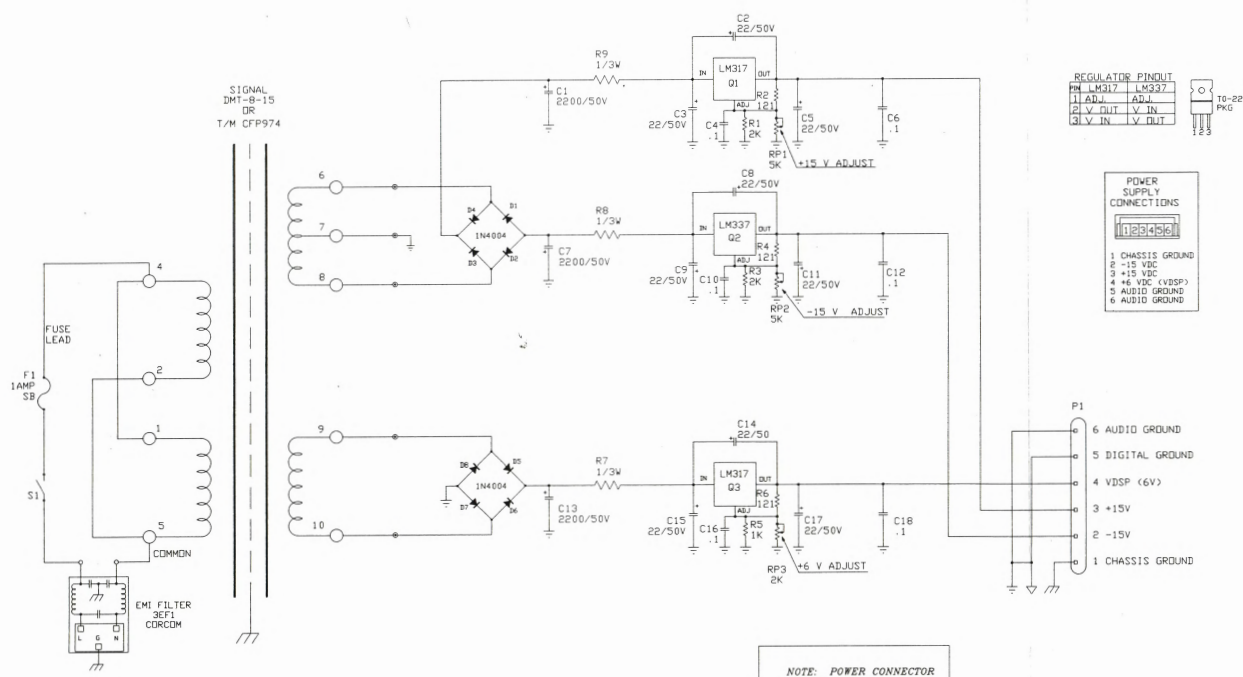 SIGNAL
DMT-8-15
OR
T/M CFP974
FUSE
LEAD
F1
1AMP
SB
S1
4
2
1
5
COMMON
EMI FILTER
3EF1
CORCOM
L G N
6
7
8
9
10
D4
D1
1N4004
D3
D2
D8
D5
1N4004
D7
D6
R9
1/3W
C1
2200/50V
C2
22/50V
IN
LM317
Q1
OUT
ADJ
C3
22/50V
C4
.1
R1
2K
R2
121
RP1
5K
+15 V ADJUST
C5
22/50V
C6
.1
R8
1/3W
C7
2200/50V
C8
22/50V
IN
LM337
Q2
OUT
ADJ
C9
22/50V
C10
.1
R3
2K
R4
121
RP2
5K
-15 V ADJUST
C11
22/50V
C12
.1
R7
1/3W
C13
2200/50V
C14
22/50
IN
LM317
Q3
OUT
ADJ
C15
22/50V
C16
.1
R5
1K
R6
121
RP3
2K
+6 V ADJUST
C17
22/50V
C18
.1
REGULATOR PINOUT
PIN LM317 LM337
1 ADJ. ADJ.
2 V OUT V IN
3 V IN V OUT
TO-22
PKG
123
POWER
SUPPLY
CONNECTIONS
123456
1 CHASSIS GROUND
2 -15 VDC
3 +15 VDC
4 +6 VDC (VDSP)
5 AUDIO GROUND
6 AUDIO GROUND
P1
6 AUDIO GROUND
5 DIGITAL GROUND
4 VDSP (6V)
3 +15V
2 -15V
1 CHASSIS GROUND
NOTE: POWER CONNECTOR